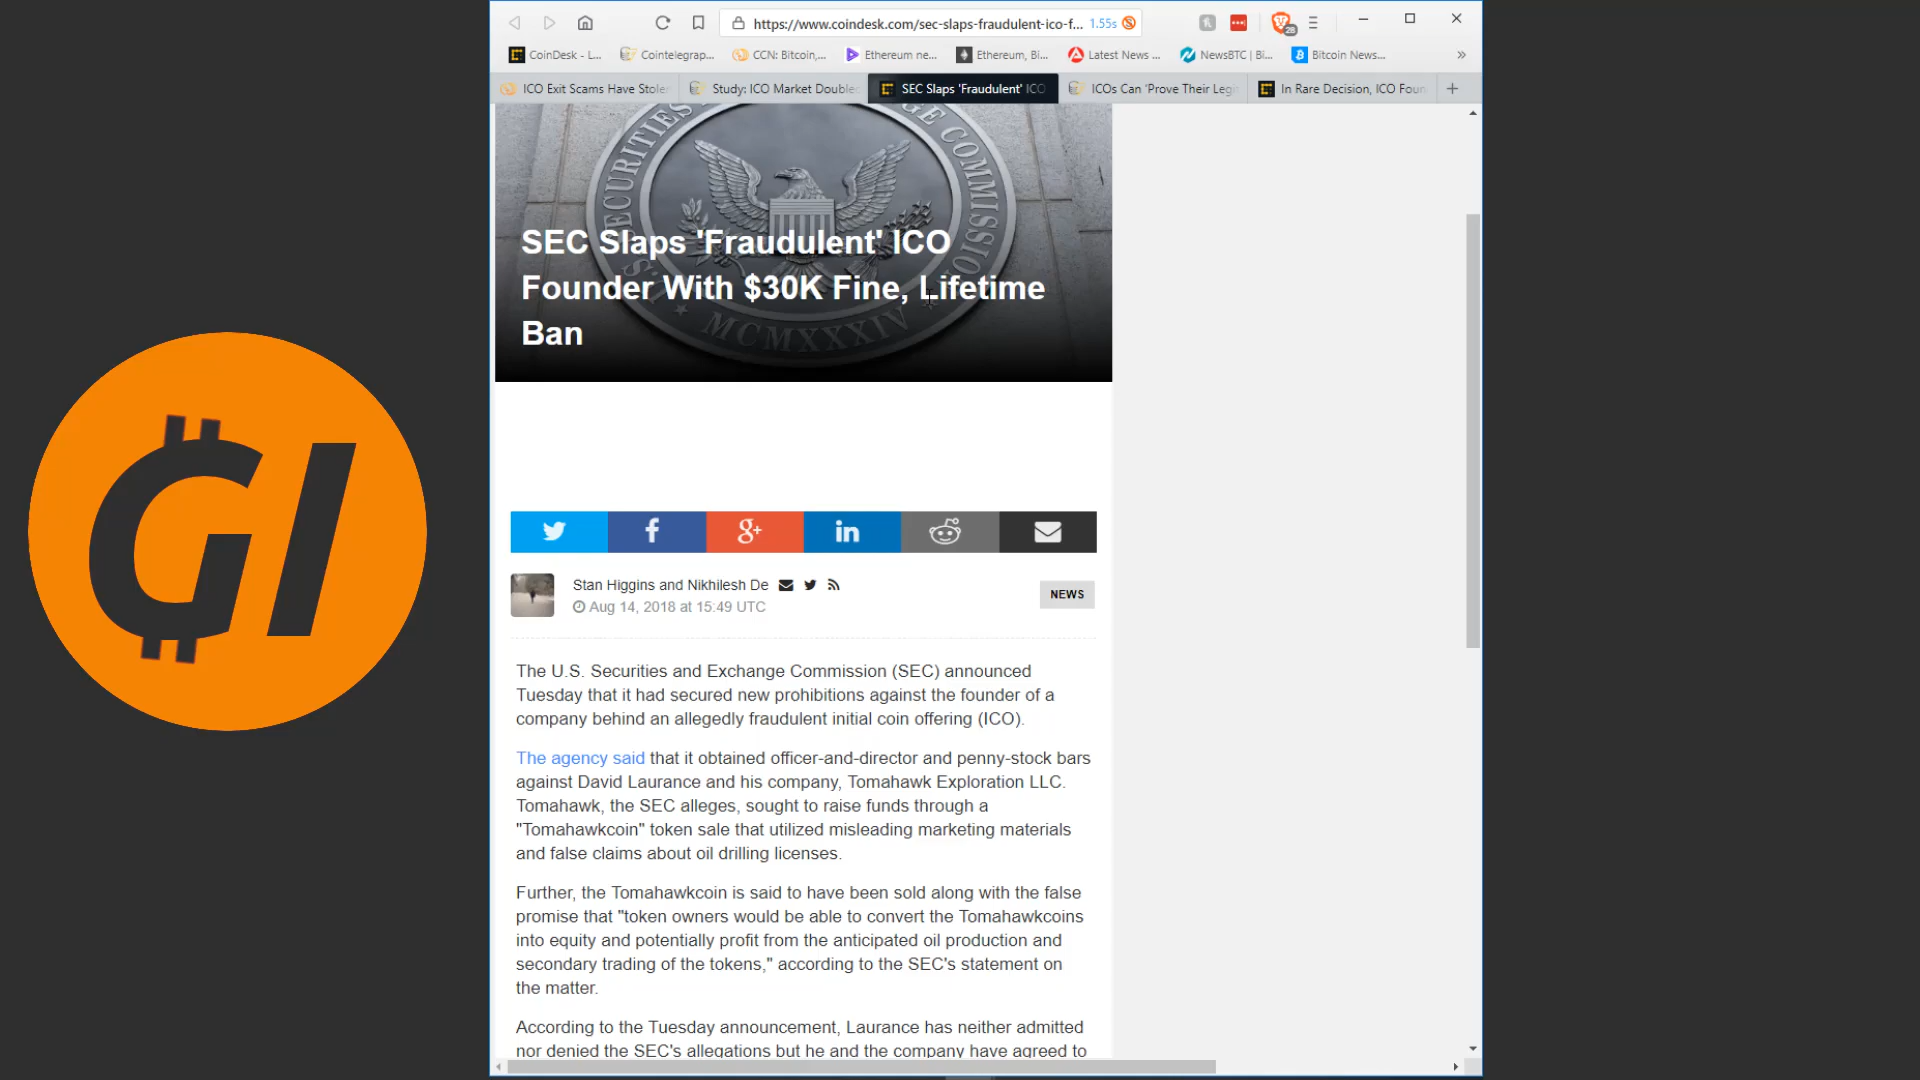 https://www.coindesk.com/sec-slaps-fraudulent-ico-f... 1.55s
28
CoinDesk - L... Cointelegrap... CCN: Bitcoin,... Ethereum ne... Ethereum, Bi... Latest News ... NewsBTC | Bi... Bitcoin News... »
ICO Exit Scams Have Stole Study: ICO Market Double SEC Slaps 'Fraudulent' ICO ICOs Can 'Prove Their Legi In Rare Decision, ICO Foun +
SECURITIES GE COMMISSION
U.S.
MCMXXXIV
SEC Slaps 'Fraudulent' ICO
Founder With $30K Fine, Lifetime
Ban
GI
f g+ in
Stan Higgins and Nikhilesh De
Aug 14, 2018 at 15:49 UTC
NEWS
The U.S. Securities and Exchange Commission (SEC) announced
Tuesday that it had secured new prohibitions against the founder of a
company behind an allegedly fraudulent initial coin offering (ICO).
The agency said that it obtained officer-and-director and penny-stock bars
against David Laurance and his company, Tomahawk Exploration LLC.
Tomahawk, the SEC alleges, sought to raise funds through a
"Tomahawkcoin" token sale that utilized misleading marketing materials
and false claims about oil drilling licenses.
Further, the Tomahawkcoin is said to have been sold along with the false
promise that "token owners would be able to convert the Tomahawkcoins
into equity and potentially profit from the anticipated oil production and
secondary trading of the tokens," according to the SEC's statement on
the matter.
According to the Tuesday announcement, Laurance has neither admitted
nor denied the SEC's allegations but he and the company have agreed to